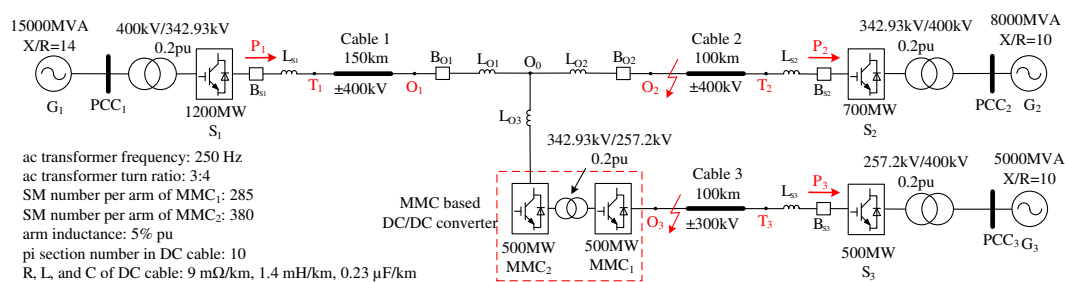 15000MVA
X/R=14
G1
PCC1
400kV/342.93kV
0.2pu
1200MW
S1
P1
BS1
LS1
T1
Cable 1
150km
±400kV
O1
BO1
LO1
O0
LO2
BO2
O2
Cable 2
100km
±400kV
T2
LS2
P2
BS2
700MW
S2
342.93kV/400kV
0.2pu
PCC2
8000MVA
X/R=10
G2
LO3
342.93kV/257.2kV
0.2pu
MMC based
DC/DC converter
500MW
MMC2
500MW
MMC1
O3
Cable 3
100km
±300kV
T3
LS3
P3
BS3
500MW
S3
257.2kV/400kV
0.2pu
PCC3
5000MVA
X/R=10
G3
ac transformer frequency: 250 Hz
ac transformer turn ratio: 3:4
SM number per arm of MMC1: 285
SM number per arm of MMC2: 380
arm inductance: 5% pu
pi section number in DC cable: 10
R, L, and C of DC cable: 9 mΩ/km, 1.4 mH/km, 0.23 μF/km